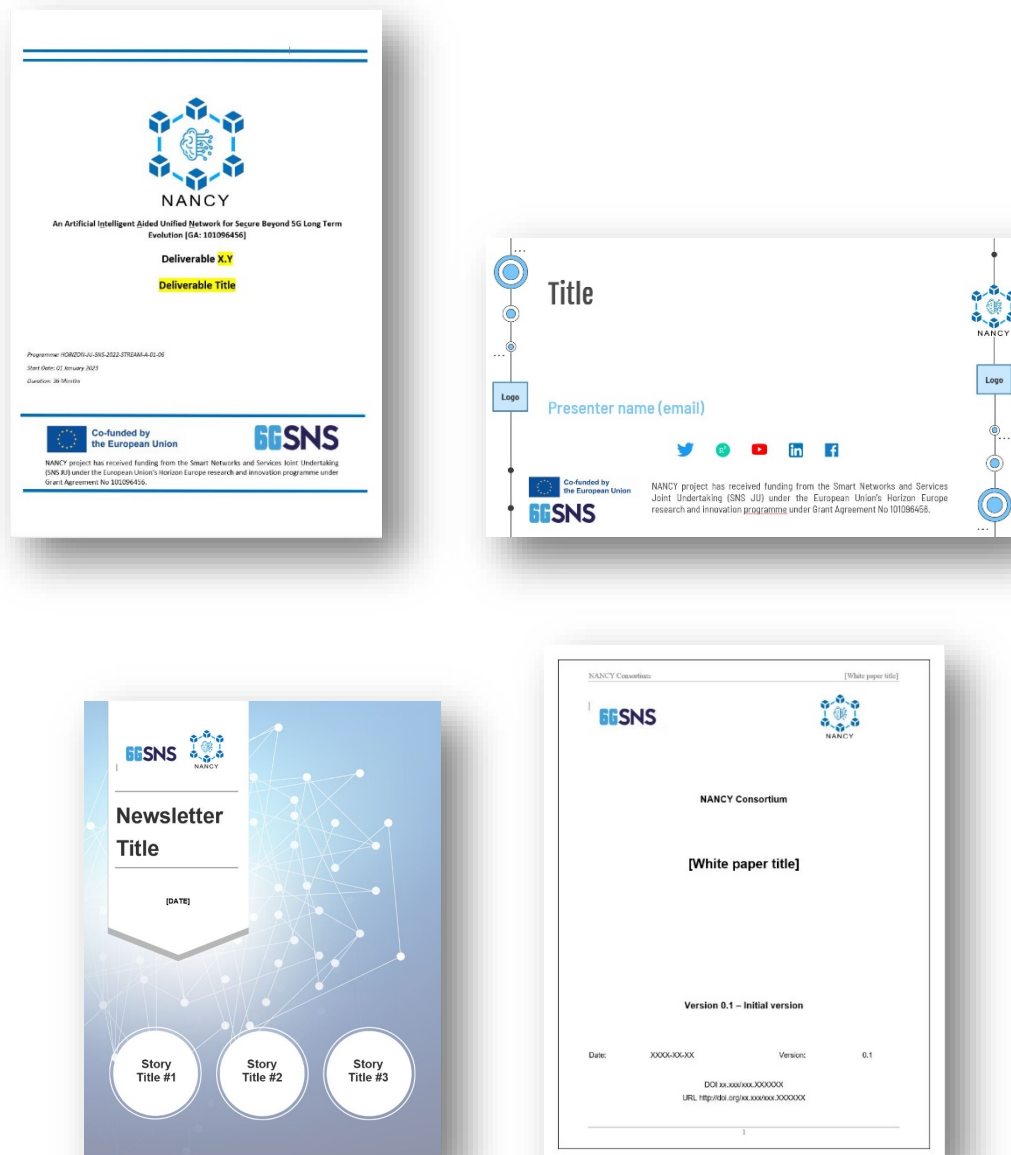 NANCY
An Artificial Intelligent Aided Unified Network for Secure Beyond 5G Long Term
Evolution [GA: 101096456]
Deliverable X.Y
Deliverable Title
Programme: HORIZON-JU-SNS-2022-STREAM-A-01-06
Start Date: 01 January 2023
Duration: 36 Months
Co-funded by
the European Union
6GSNS
NANCY project has received funding from the Smart Networks and Services Joint Undertaking
(SNS JU) under the European Union's Horizon Europe research and innovation programme under
Grant Agreement No 101096456.
Title
NANCY
Logo
Logo
Presenter name (email)
Co-funded by
the European Union
6GSNS
NANCY project has received funding from the Smart Networks and Services
Joint Undertaking (SNS JU) under the European Union's Horizon Europe
research and innovation programme under Grant Agreement No 101096456.
6GSNS
NANCY
Newsletter
Title
[DATE]
Story
Title #1
Story
Title #2
Story
Title #3
NANCY Consortium [White paper title]
6GSNS
NANCY
NANCY Consortium
[White paper title]
Version 0.1 – Initial version
Date: XXXX-XX-XX Version: 0.1
DOI xx.xxx/xxx.XXXXXX
URL http://doi.org/xx.xxx/xxx.XXXXXX
1